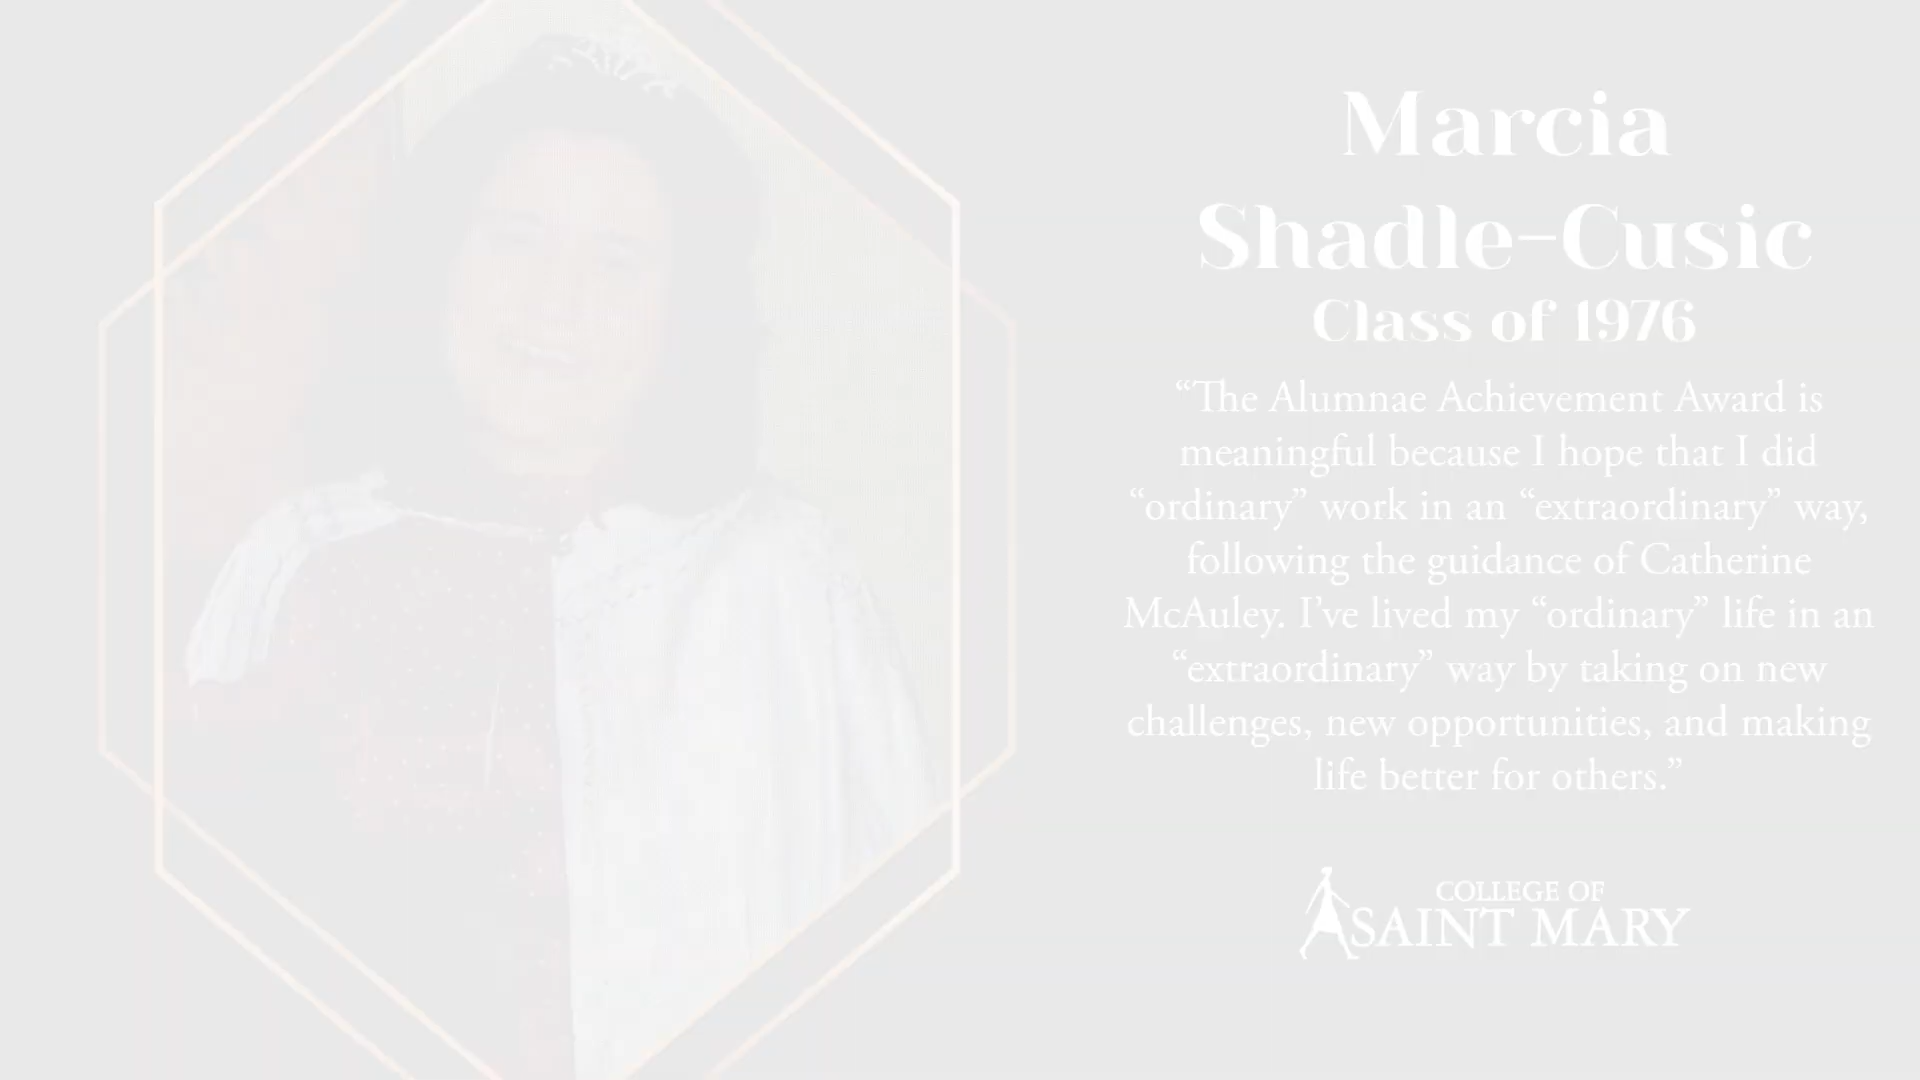 Marcia
Shadle-Cusic
Class of 1976
“The Alumnae Achievement Award is
meaningful because I hope that I did
“ordinary” work in an “extraordinary” way,
following the guidance of Catherine
McAuley. I’ve lived my “ordinary” life in an
“extraordinary” way by taking on new
challenges, new opportunities, and making
life better for others.”
COLLEGE OF
SAINT MARY